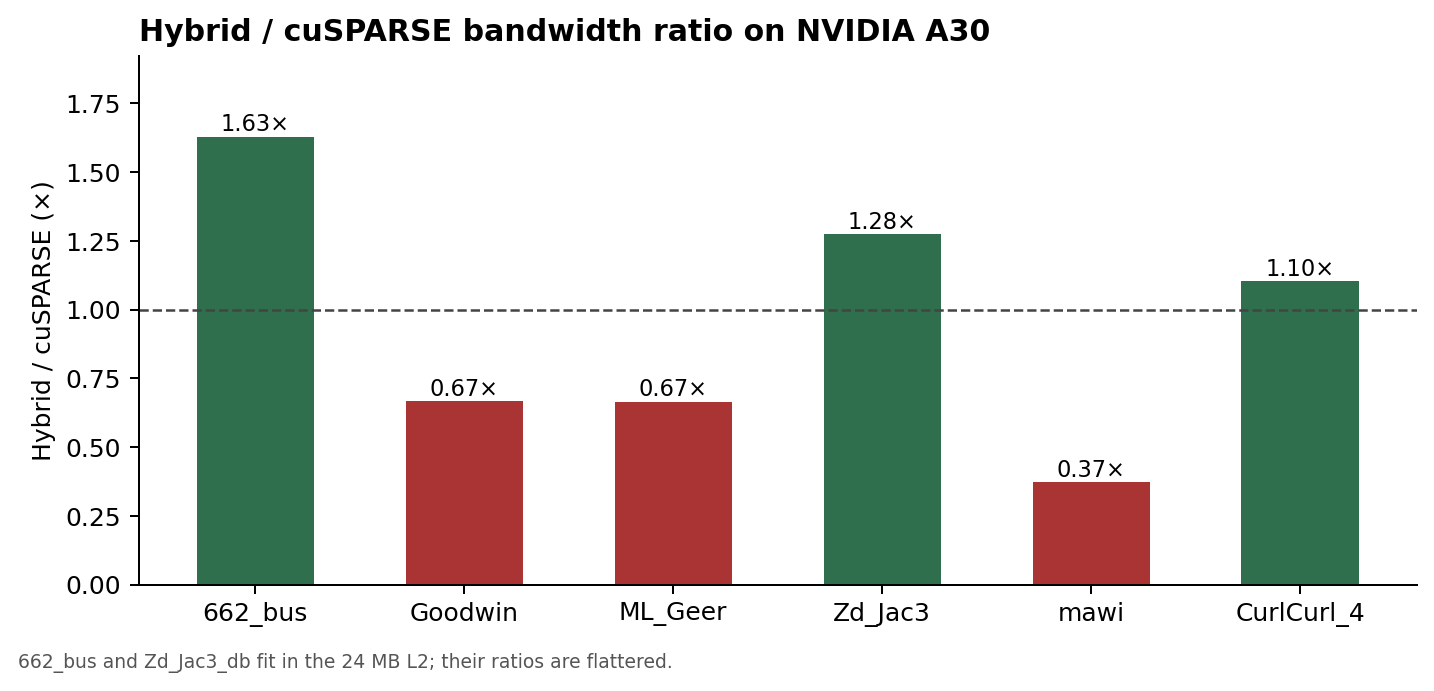 Hybrid / cuSPARSE bandwidth ratio on NVIDIA A30
Hybrid / cuSPARSE (×)
1.75
1.50
1.25
1.00
0.75
0.50
0.25
0.00
1.63×
0.67×
0.67×
1.28×
0.37×
1.10×
662_bus
Goodwin
ML_Geer
Zd_Jac3
mawi
CurlCurl_4
662_bus and Zd_Jac3_db fit in the 24 MB L2; their ratios are flattered.